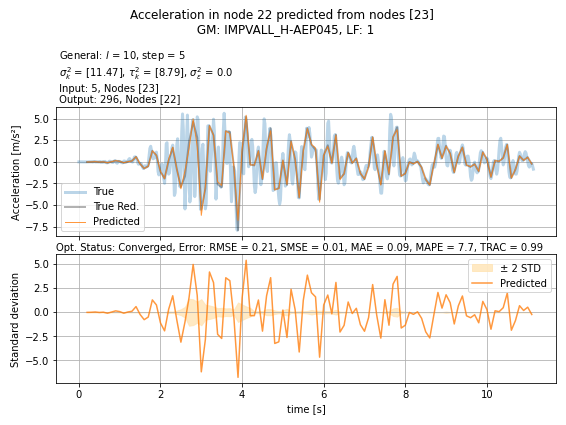 Acceleration in node 22 predicted from nodes [23]
GM: IMPVALL_H-AEP045, LF: 1
General: l = 10, step = 5
σ²ₖ = [11.47], τ²ₖ = [8.79], σ²ε = 0.0
Input: 5, Nodes [23]
Output: 296, Nodes [22]
Acceleration [m/s²]
5.0
2.5
0.0
−2.5
−5.0
−7.5
True
True Red.
Predicted
Opt. Status: Converged, Error: RMSE = 0.21, SMSE = 0.01, MAE = 0.09, MAPE = 7.7, TRAC = 0.99
Standard deviation
5.0
2.5
0.0
−2.5
−5.0
± 2 STD
Predicted
0 2 4 6 8 10
time [s]